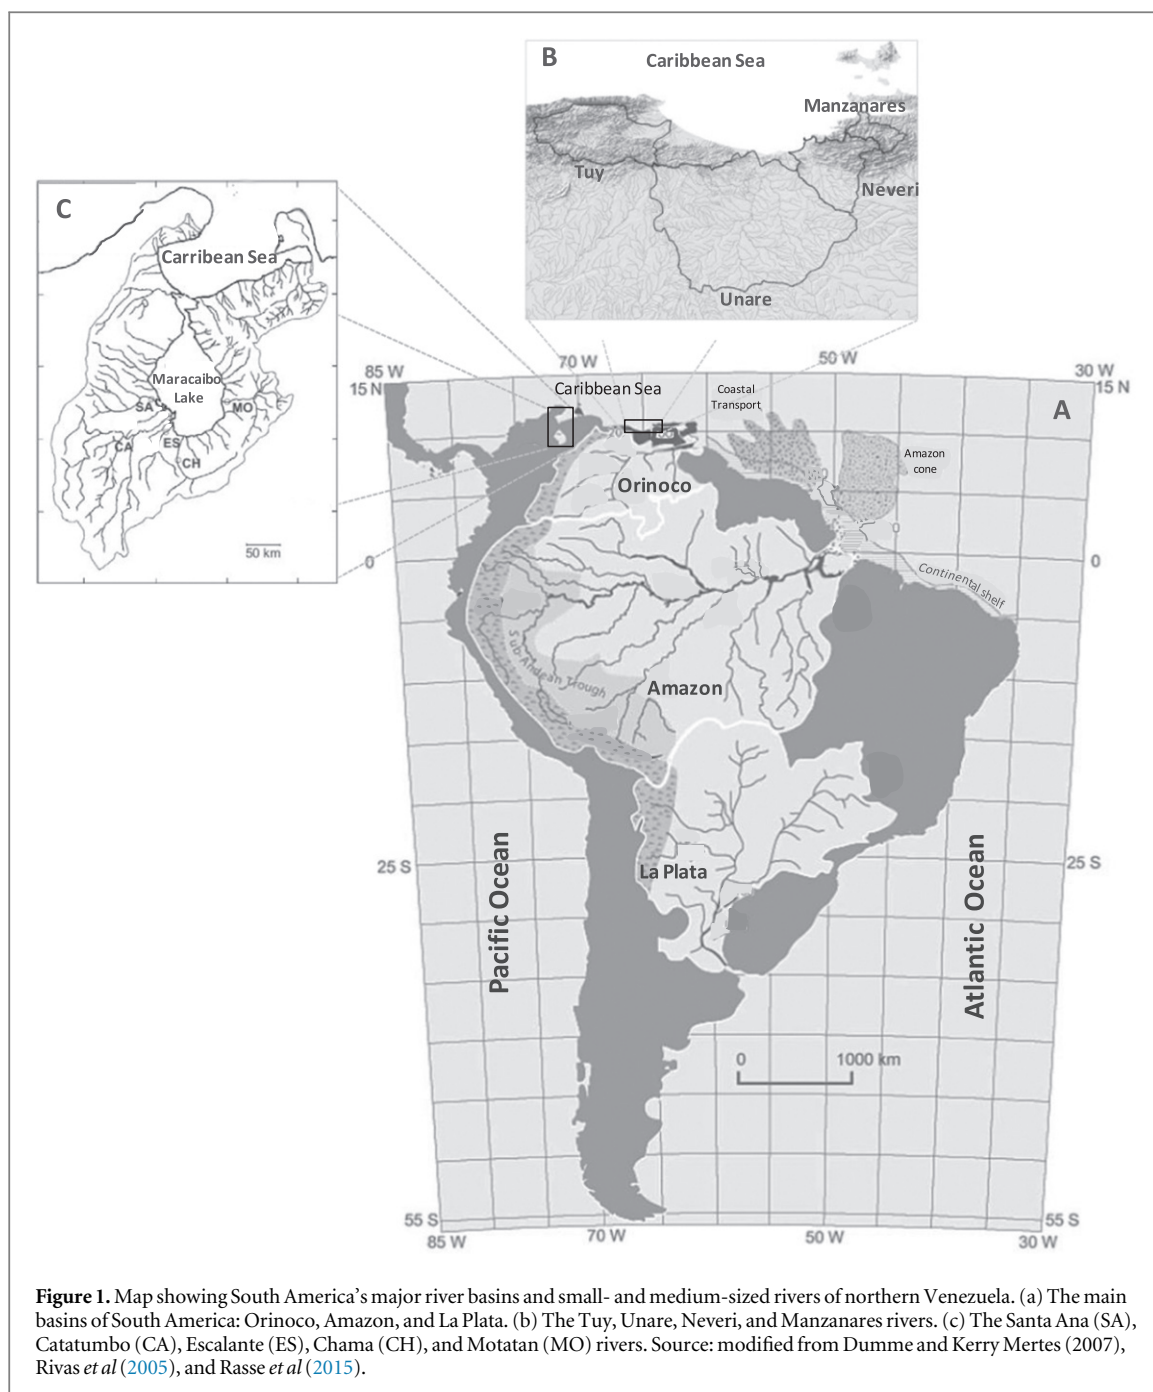 B
Caribbean Sea
Manzanares
Tuy
Neveri
Unare
C
Carribean Sea
Maracaibo
Lake
SA
MO
CA
ES
CH
50 km
85 W
70 W
50 W
30 W
15 N
15 N
Caribbean Sea
Coastal
Transport
A
Amazon
cone
Orinoco
0
0
Continental shelf
Sub-Andean Trough
Amazon
25 S
25 S
La Plata
Pacific Ocean
Atlantic Ocean
0
1000 km
55 S
55 S
85 W
70 W
50 W
30 W
Figure 1. Map showing South America's major river basins and small- and medium-sized rivers of northern Venezuela. (a) The main
basins of South America: Orinoco, Amazon, and La Plata. (b) The Tuy, Unare, Neveri, and Manzanares rivers. (c) The Santa Ana (SA),
Catatumbo (CA), Escalante (ES), Chama (CH), and Motatan (MO) rivers. Source: modified from Dumme and Kerry Mertes (2007),
Rivas et al (2005), and Rasse et al (2015).